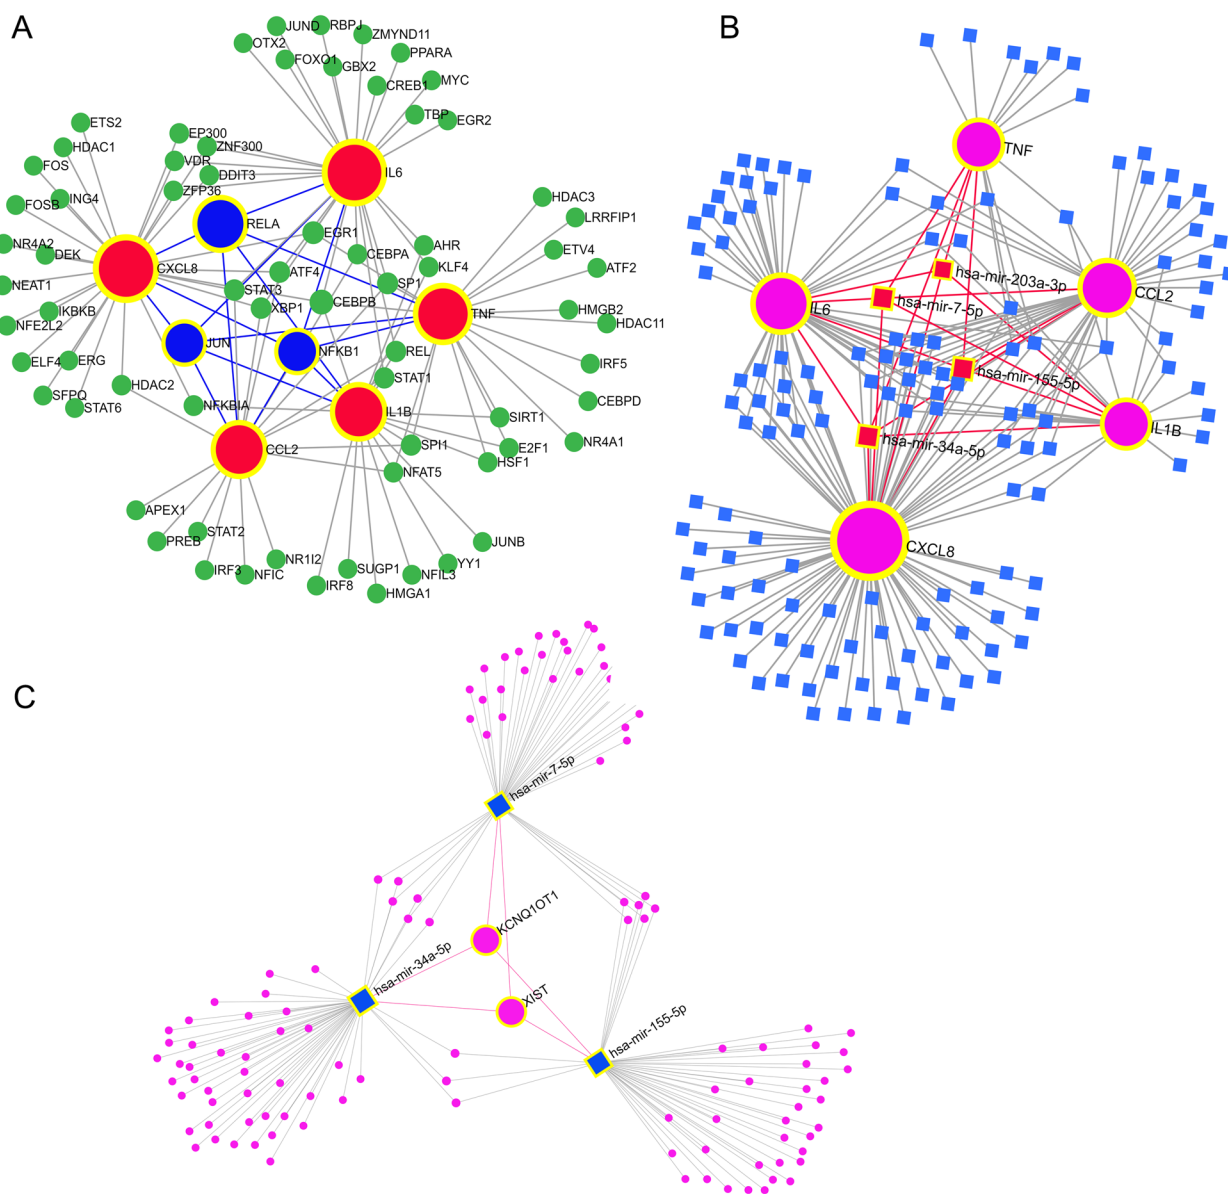 A
JUND
RBPJ
ZMYND11
OTX2
FOXO1
GBX2
PPARA
CREB1
MYC
TBP
EGR2
ETS2
EP300
HDAC1
ZNF300
FOS
VDR
DDIT3
IL6
FOSB
ING4
ZFP36
RELA
HDAC3
LRRFIP1
NR4A2
DEK
EGR1
AHR
ETV4
CEBPA
CXCL8
ATF4
KLF4
ATF2
NEAT1
STAT3
SP1
XBP1
CEBPB
IKBKB
TNF
HMGB2
NFE2L2
HDAC11
JUN
NFKB1
REL
ELF4
ERG
IRF5
HDAC2
STAT1
SFPQ
STAT6
NFKBIA
IL1B
CEBPD
SIRT1
CCL2
SPI1
E2F1
NR4A1
HSF1
NFAT5
APEX1
PREB
STAT2
JUNB
IRF3
NFIC
NR1I2
SUGP1
NFIL3
YY1
IRF8
HMGA1
B
TNF
hsa-mir-203a-3p
CCL2
hsa-mir-7-5p
IL6
hsa-mir-155-5p
IL1B
hsa-mir-34a-5p
CXCL8
C
hsa-mir-7-5p
KCNQ1OT1
hsa-mir-34a-5p
XIST
hsa-mir-155-5p